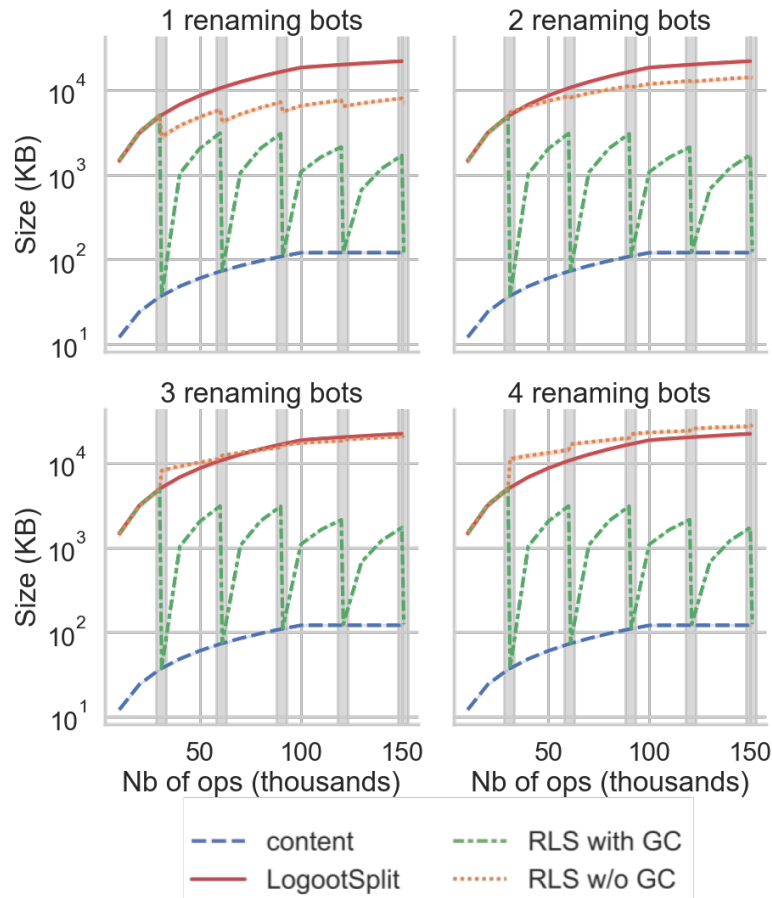 1 renaming bots
2 renaming bots
Size (KB)
10^4
10^3
10^2
10^1
3 renaming bots
4 renaming bots
Size (KB)
10^4
10^3
10^2
10^1
50 100 150
50 100 150
Nb of ops (thousands)
Nb of ops (thousands)
content
RLS with GC
LogootSplit
RLS w/o GC